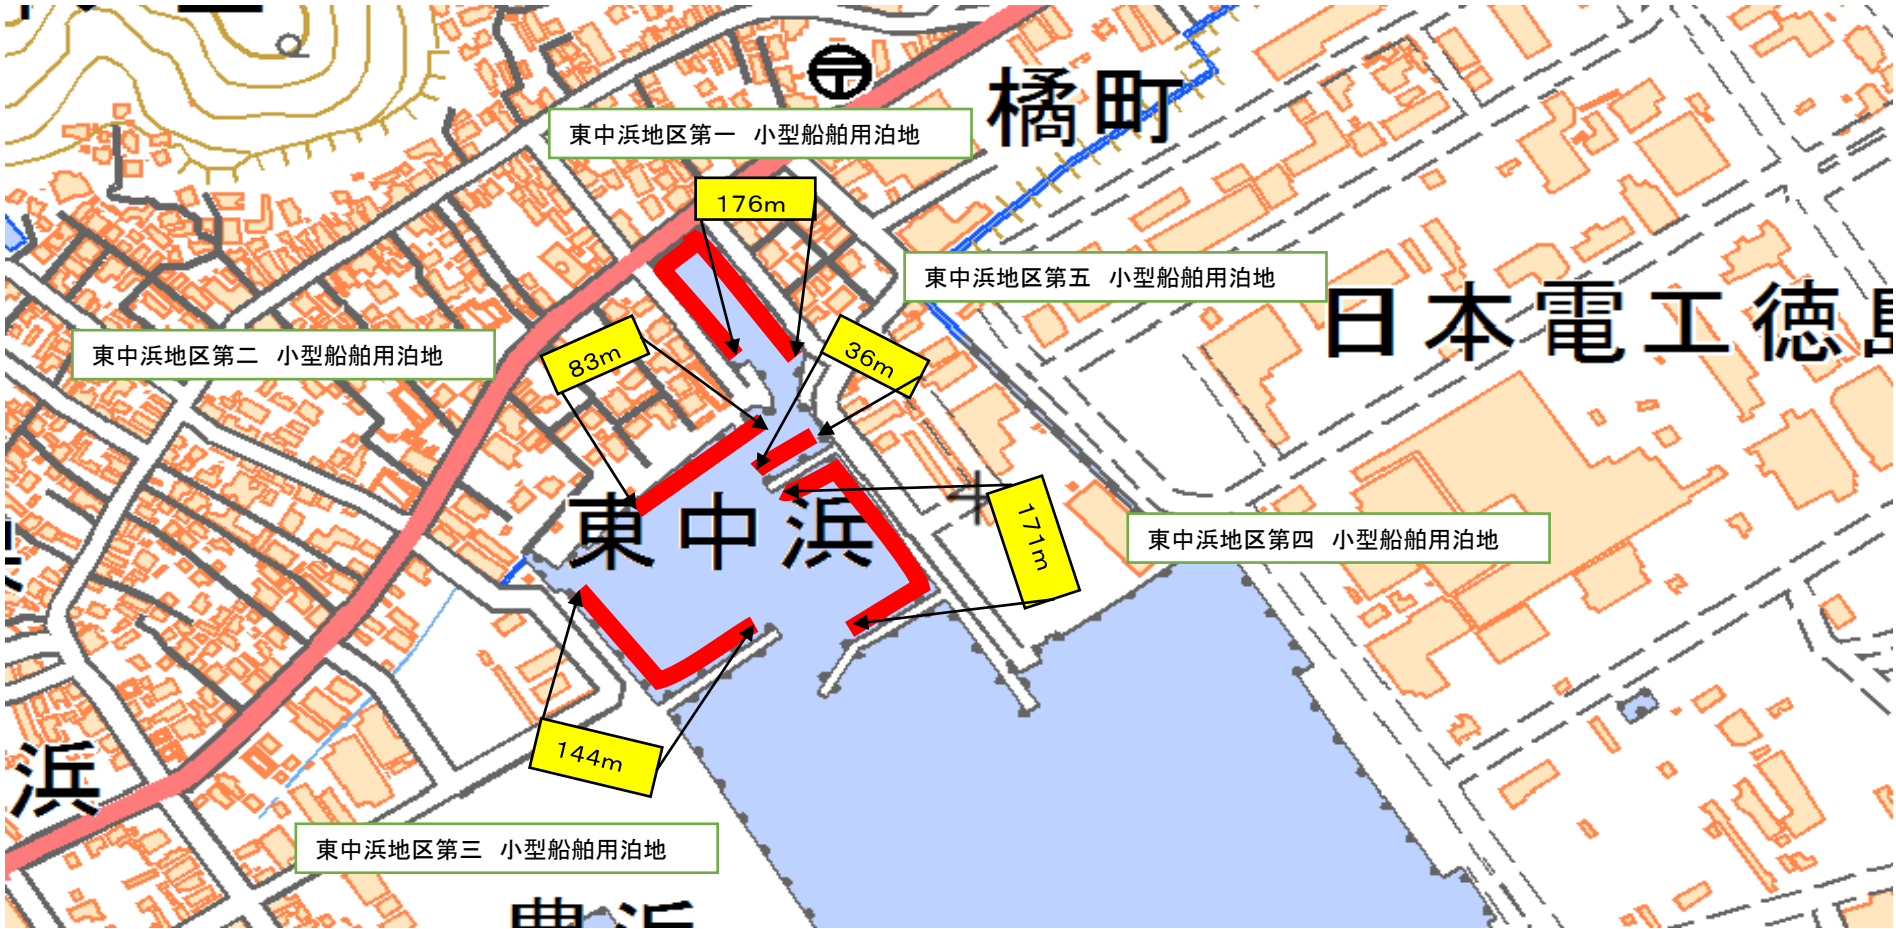 東中浜地区第一　小型船舶用泊地
橘町
176m
東中浜地区第五　小型船舶用泊地
日本電工徳島
東中浜地区第二　小型船舶用泊地
83m
36m
東中浜
171m
東中浜地区第四　小型船舶用泊地
144m
浜
東中浜地区第三　小型船舶用泊地
豊浜